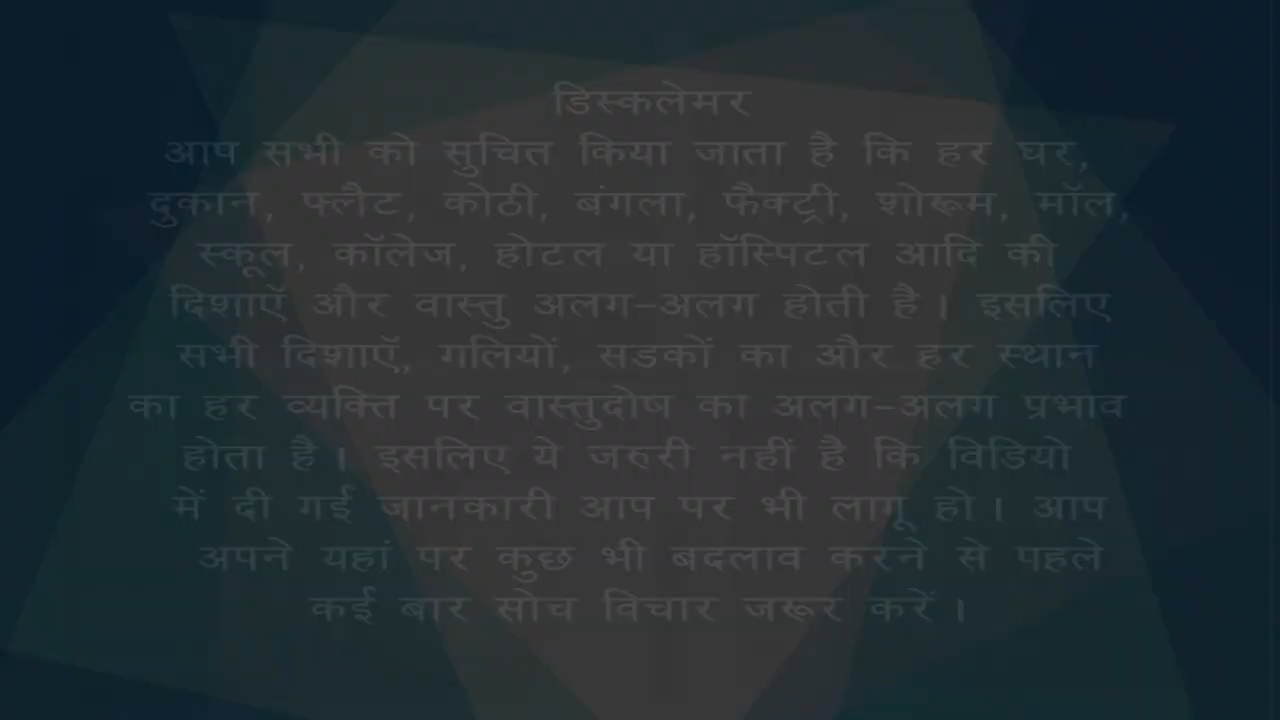 डिस्कलेमर
आप सभी को सुचित किया जाता है कि हर घर,
दुकान, फ्लैट, कोठी, बंगला, फैक्ट्री, शोरूम, मॉल,
स्कूल, कॉलेज, होटल या हॉस्पिटल आदि की
दिशाएॅ और वास्तु अलग–अलग होती है। इसलिए
सभी दिशाएॅ, गलियों, सडकों का और हर स्थान
का हर व्यक्ति पर वास्तुदोष का अलग–अलग प्रभाव
होता है। इसलिए ये जरुरी नहीं है कि विडियो
में दी गई जानकारी आप पर भी लागू हो। आप
अपने यहां पर कुछ भी बदलाव करने से पहले
कई बार सोच विचार जरूर करें।